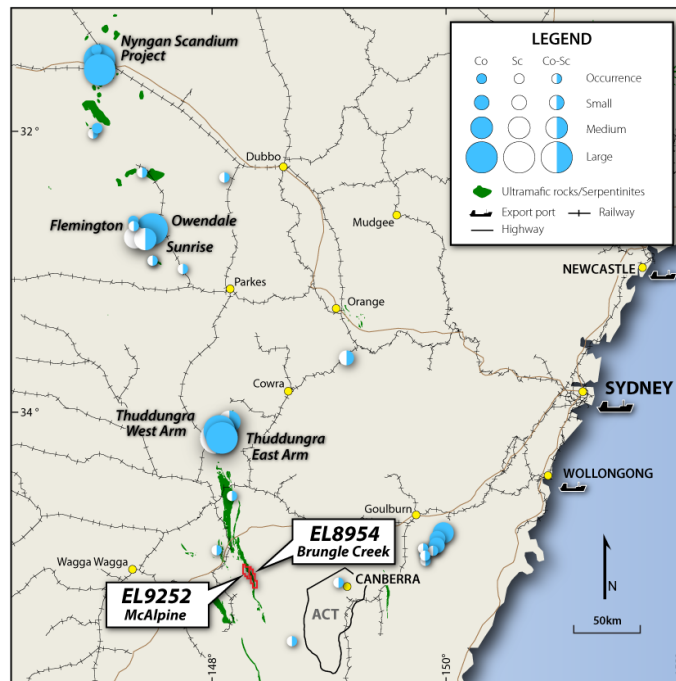 Nyngan Scandium
Project
32°
Dubbo
Mudgee
Flemington
Owendale
Sunrise
Parkes
Orange
NEWCASTLE
Cowra
SYDNEY
34°
Thuddungra
West Arm
Thuddungra
East Arm
WOLLONGONG
Goulburn
EL8954
Brungle Creek
Wagga Wagga
EL9252
McAlpine
CANBERRA
ACT
148°
150°
N
50km
LEGEND
Co Sc Co-Sc
Occurrence
Small
Medium
Large
Ultramafic rocks/Serpentinites
Export port Railway
Highway